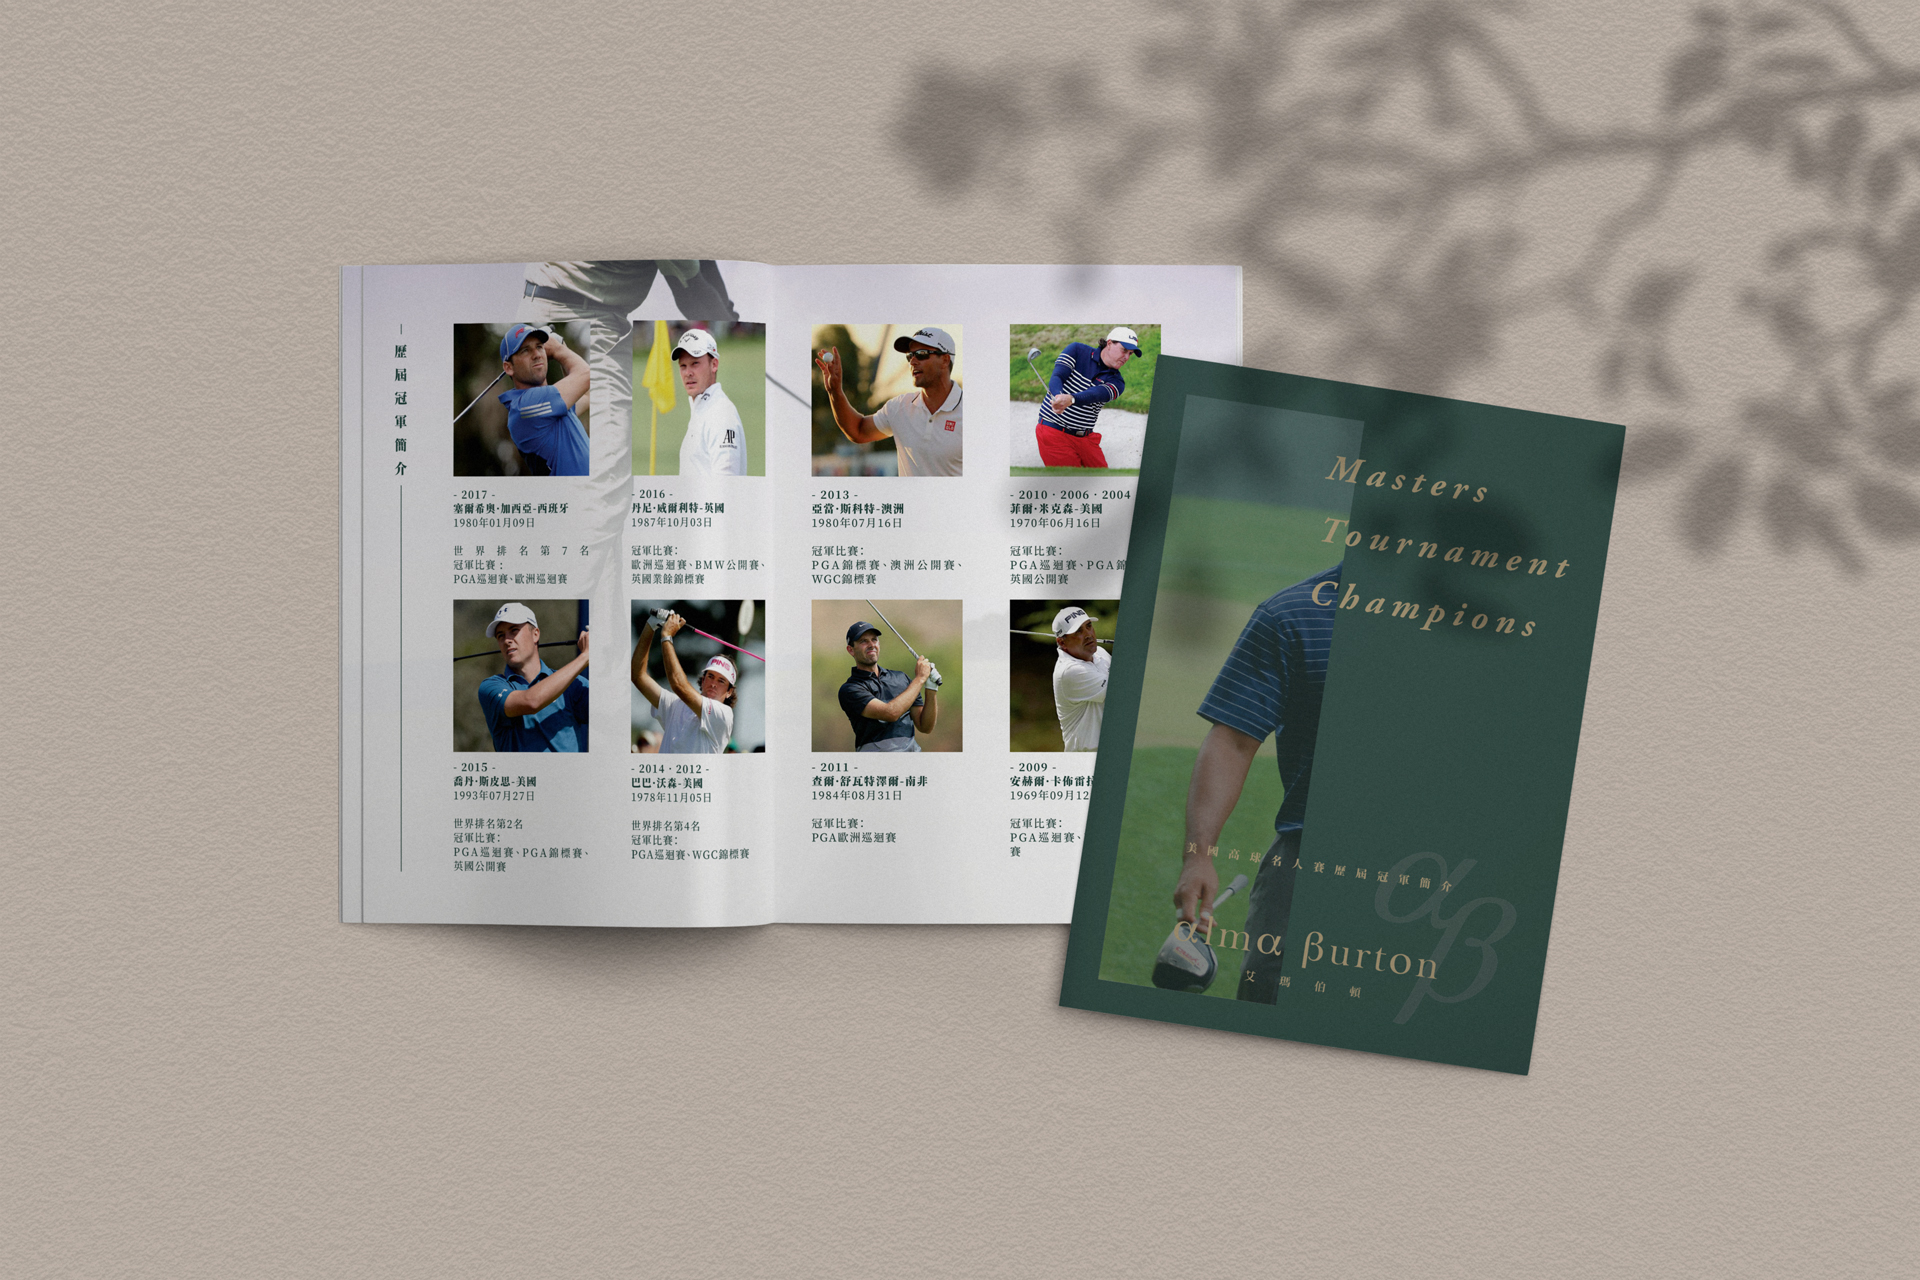 歷屆冠軍簡介
- 2017 -
塞爾希奧·加西亞-西班牙
1980年01月09日
世界排名第7名
冠軍比賽：
PGA巡迴賽、歐洲巡迴賽
- 2016 -
丹尼·威爾利特-英國
1987年10月03日
冠軍比賽：
歐洲巡迴賽、BMW公開賽、
英國業餘錦標賽
- 2013 -
亞當·斯科特-澳洲
1980年07月16日
冠軍比賽：
PGA錦標賽、澳洲公開賽、
WGC錦標賽
- 2010 · 2006 · 2004
菲爾·米克森-美國
1970年06月16日
冠軍比賽：
PGA巡迴賽、PGA錦
英國公開賽
- 2015 -
喬丹·斯皮思-美國
1993年07月27日
世界排名第2名
冠軍比賽：
PGA巡迴賽、PGA錦標賽、
英國公開賽
- 2014 · 2012 -
巴巴·沃森-美國
1978年11月05日
世界排名第4名
冠軍比賽：
PGA巡迴賽、WGC錦標賽
- 2011 -
查爾·舒瓦特澤爾-南非
1984年08月31日
冠軍比賽：
PGA歐洲巡迴賽
- 2009 -
安赫爾·卡佈雷
1969年09月12
冠軍比賽：
PGA巡迴賽、
賽
Masters
Tournament
Champions
美國高球名人賽歷屆冠軍簡介
αβ
αlmα βurton
艾瑪伯頓
Titleist
PING
PING
AP